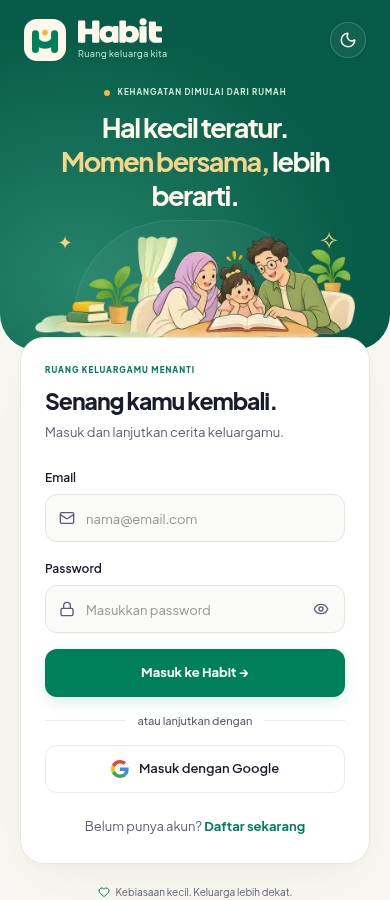 Habit
Ruang keluarga kita
KEHANGATAN DIMULAI DARI RUMAH
Hal kecil teratur.
Momen bersama, lebih
berarti.
RUANG KELUARGAMU MENANTI
Senang kamu kembali.
Masuk dan lanjutkan cerita keluargamu.
Email
nama@email.com
Password
Masukkan password
Masuk ke Habit →
atau lanjutkan dengan
Masuk dengan Google
Belum punya akun? Daftar sekarang
Kebiasaan kecil. Keluarga lebih dekat.